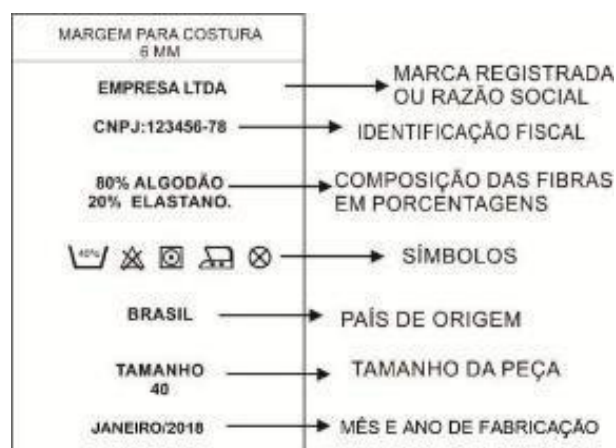 MARGEM PARA COSTURA
6 MM
EMPRESA LTDA
MARCA REGISTRADA
OU RAZÃO SOCIAL
CNPJ:123456-78
IDENTIFICAÇÃO FISCAL
80% ALGODÃO
20% ELASTANO.
COMPOSIÇÃO DAS FIBRAS
EM PORCENTAGENS
SÍMBOLOS
BRASIL
PAÍS DE ORIGEM
TAMANHO
40
TAMANHO DA PEÇA
JANEIRO/2018
MÊS E ANO DE FABRICAÇÃO